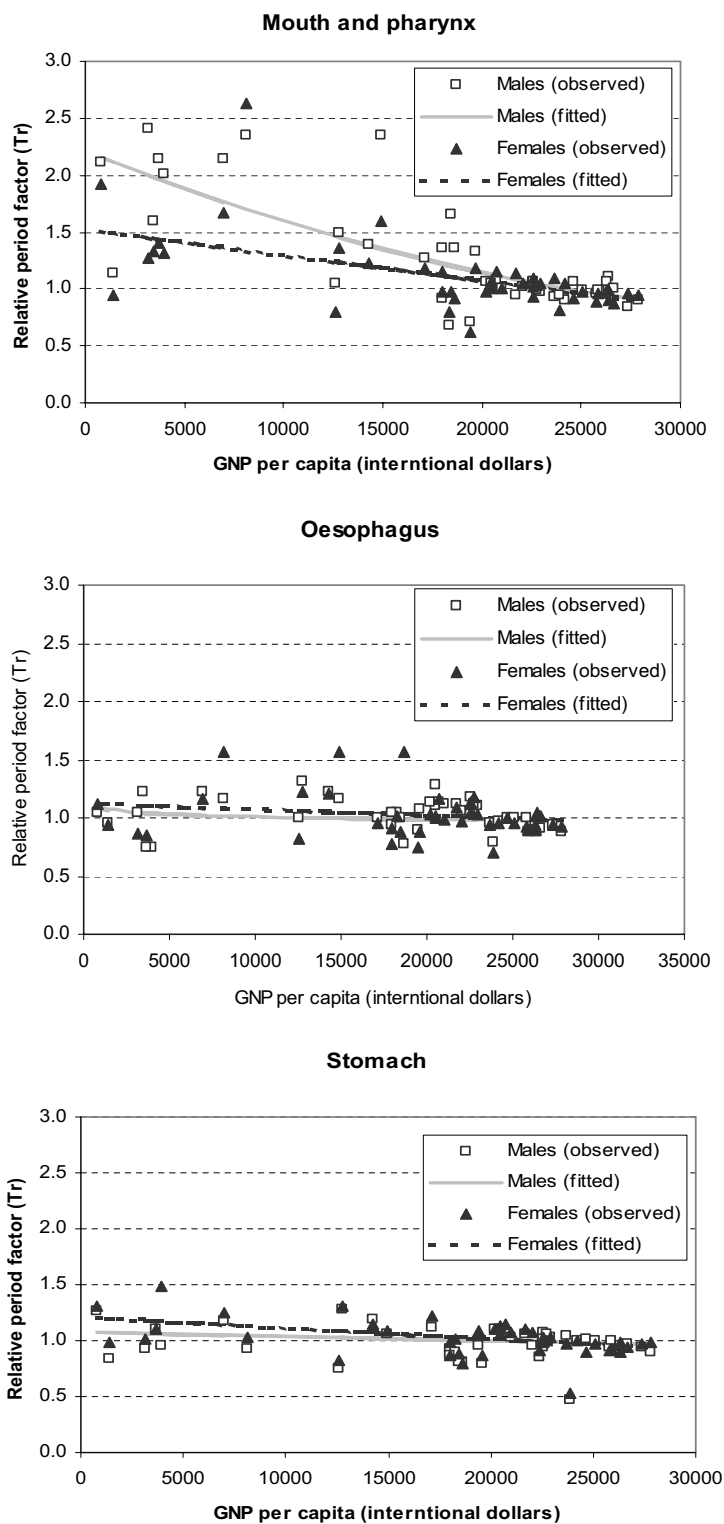 Mouth and pharynx
3.0
2.5
2.0
1.5
1.0
0.5
0.0
Relative period factor (Tr)
Males (observed)
Males (fitted)
Females (observed)
Females (fitted)
0 5000 10000 15000 20000 25000 30000
GNP per capita (interntional dollars)
Oesophagus
3.0
2.5
2.0
1.5
1.0
0.5
0.0
Relative period factor (Tr)
Males (observed)
Males (fitted)
Females (observed)
Females (fitted)
0 5000 10000 15000 20000 25000 30000 35000
GNP per capita (interntional dollars)
Stomach
3.0
2.5
2.0
1.5
1.0
0.5
0.0
Relative period factor (Tr)
Males (observed)
Males (fitted)
Females (observed)
Females (fitted)
0 5000 10000 15000 20000 25000 30000
GNP per capita (interntional dollars)